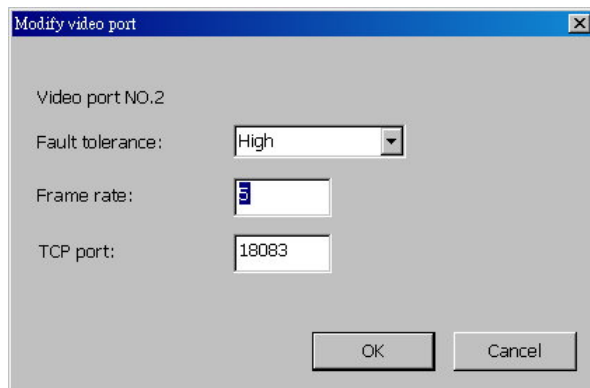 Modify video port
Video port NO.2
Fault tolerance: High
Frame rate: 5
TCP port: 18083
OK Cancel